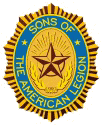 SONS OF
THE AMERICAN LEGION